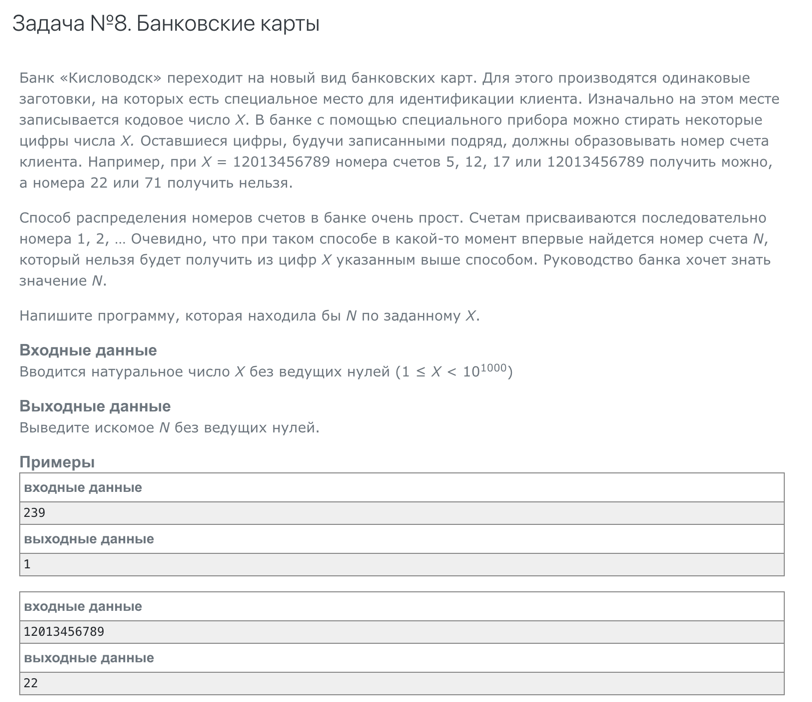 Задача №8. Банковские карты
Банк «Кисловодск» переходит на новый вид банковских карт. Для этого производятся одинаковые
заготовки, на которых есть специальное место для идентификации клиента. Изначально на этом месте
записывается кодовое число X. В банке с помощью специального прибора можно стирать некоторые
цифры числа X. Оставшиеся цифры, будучи записанными подряд, должны образовывать номер счета
клиента. Например, при X = 12013456789 номера счетов 5, 12, 17 или 12013456789 получить можно,
а номера 22 или 71 получить нельзя.
Способ распределения номеров счетов в банке очень прост. Счетам присваиваются последовательно
номера 1, 2, … Очевидно, что при таком способе в какой-то момент впервые найдется номер счета N,
который нельзя будет получить из цифр X указанным выше способом. Руководство банка хочет знать
значение N.
Напишите программу, которая находила бы N по заданному X.
Входные данные
Вводится натуральное число X без ведущих нулей (1 ≤ X < 10^1000)
Выходные данные
Выведите искомое N без ведущих нулей.
Примеры
входные данные
239
выходные данные
1
входные данные
12013456789
выходные данные
22